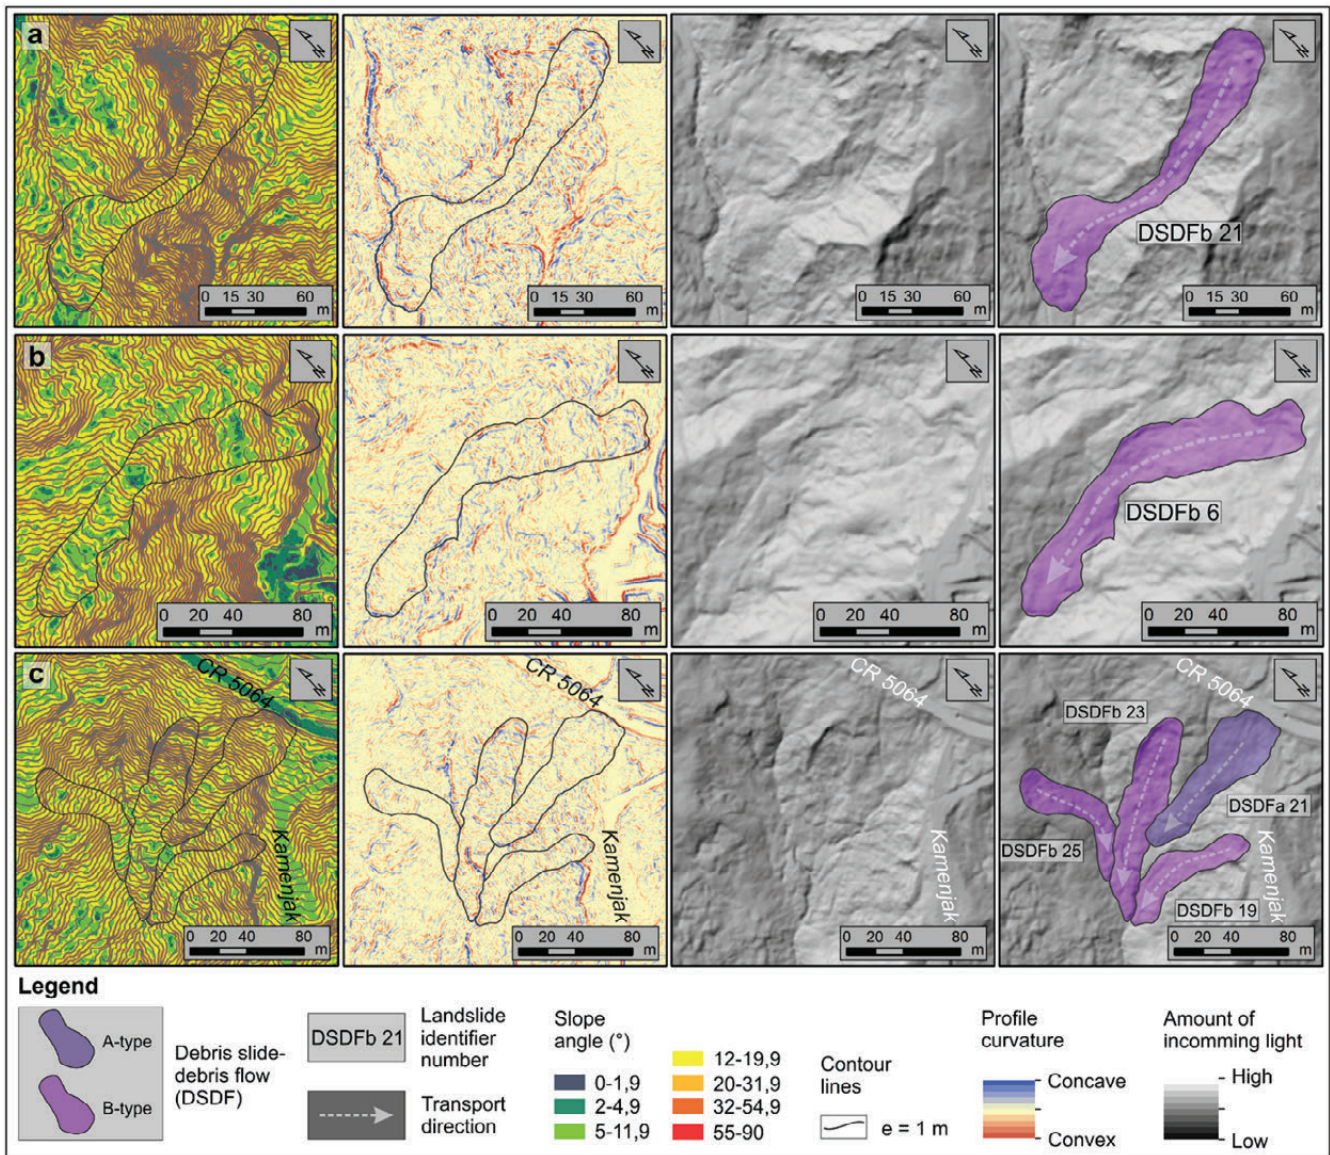 a
N
N
N
N
0 15 30 60
m
0 15 30 60
m
0 15 30 60
m
DSDFb 21
0 15 30 60
m
b
N
N
N
N
0 20 40 80
m
0 20 40 80
m
0 20 40 80
m
DSDFb 6
0 20 40 80
m
c
CR 5064
N
CR 5064
N
CR 5064
N
CR 5064
N
DSDFb 23
DSDFa 21
DSDFb 25
DSDFb 19
Kamenjak
Kamenjak
Kamenjak
Kamenjak
0 20 40 80
m
0 20 40 80
m
0 20 40 80
m
0 20 40 80
m
Legend
A-type
B-type
Debris slide-
debris flow
(DSDF)
DSDFb 21
Landslide
identifier
number
Transport
direction
Slope
angle (°)
0-1,9
2-4,9
5-11,9
12-19,9
20-31,9
32-54,9
55-90
Contour
lines
e = 1 m
Profile
curvature
Concave
Convex
Amount of
incomming light
High
Low